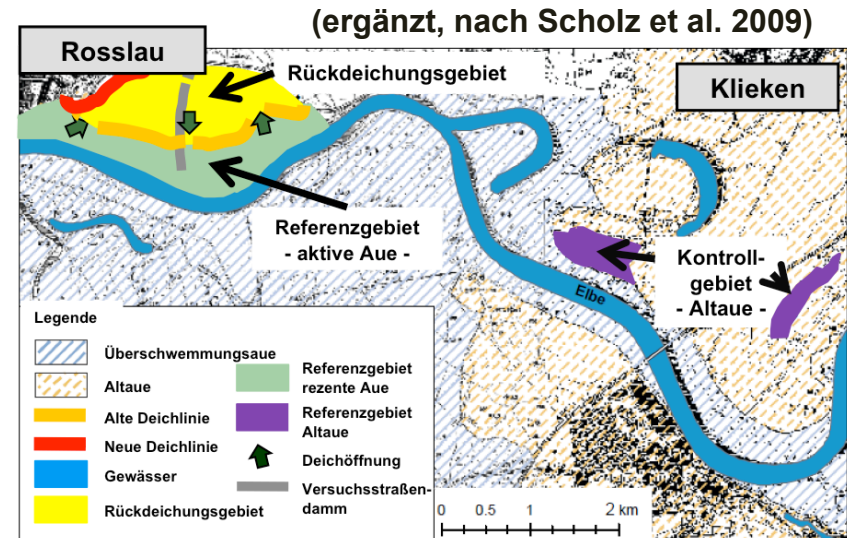 (ergänzt, nach Scholz et al. 2009)
Rosslau
Rückdeichungsgebiet
Klieken
Referenzgebiet
- aktive Aue -
Kontroll-
gebiet
- Altaue -
Elbe
Legende
Überschwemmungsaue
Altaue
Alte Deichlinie
Neue Deichlinie
Gewässer
Rückdeichungsgebiet
Referenzgebiet
rezente Aue
Referenzgebiet
Altaue
Deichöffnung
Versuchsstraßen-
damm
0 0.5 1 2 km